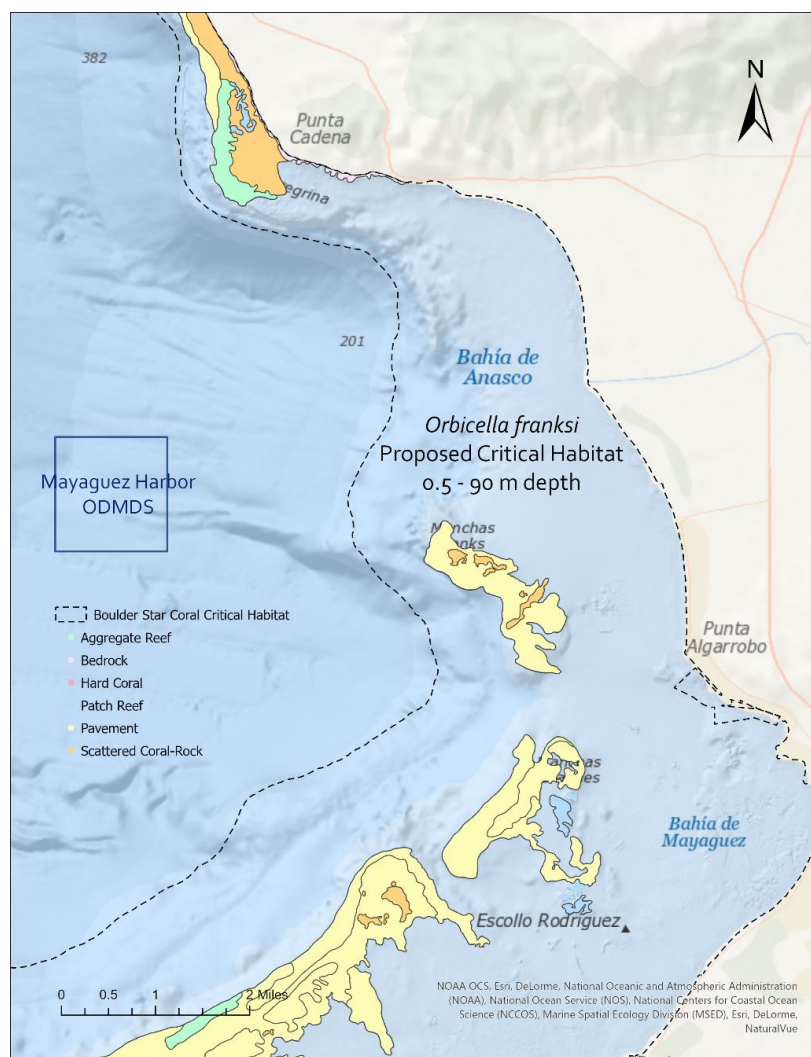 382
N
Punta
Cadena
egrina
201
Bahía de
Anasco
Orbicella franksi
Proposed Critical Habitat
0.5 - 90 m depth
Mayaguez Harbor
ODMDS
Manchas
Boulder Star Coral Critical Habitat
Aggregate Reef
Bedrock
Hard Coral
Patch Reef
Pavement
Scattered Coral-Rock
Punta
Algarrobo
Bahía de
Mayaguez
Escollo Rodriguez
0 0.5 1 2 Miles
NOAA OCS, Esri, DeLorme, National Oceanic and Atmospheric Administration
(NOAA), National Ocean Service (NOS), National Centers for Coastal Ocean
Science (NCCOS), Marine Spatial Ecology Division (MSED), Esri, DeLorme,
NaturalVue